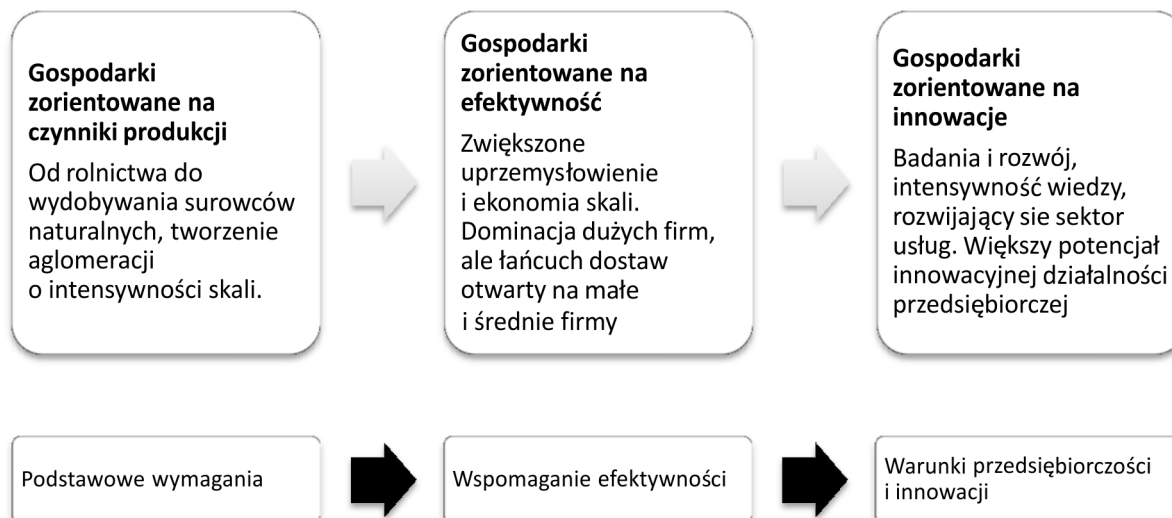 Gospodarki
zorientowane na
czynniki produkcji
Od rolnictwa do
wydobywania surowców
naturalnych, tworzenie
aglomeracji
o intensywności skali.
Gospodarki
zorientowane na
efektywność
Zwiększone
uprzemysłowienie
i ekonomia skali.
Dominacja dużych firm,
ale łańcuch dostaw
otwarty na małe
i średnie firmy
Gospodarki
zorientowane na
innowacje
Badania i rozwój,
intensywność wiedzy,
rozwijający sie sektor
usług. Większy potencjał
innowacyjnej działalności
przedsiębiorczej
Podstawowe wymagania
Wspomaganie efektywności
Warunki przedsiębiorczości
i innowacji